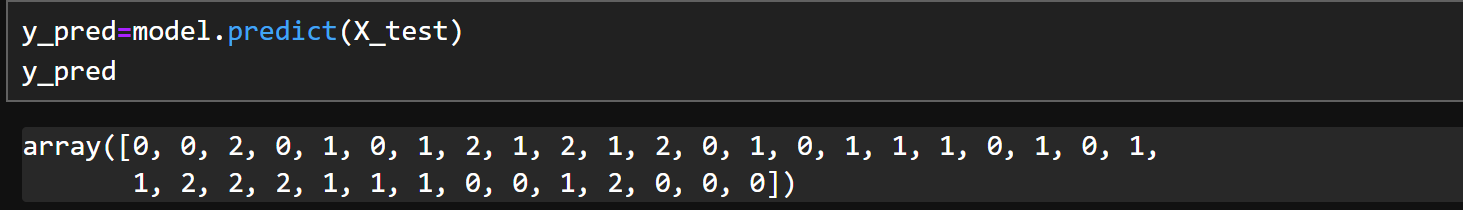 y_pred=model.predict(X_test)
y_pred
array([0, 0, 2, 0, 1, 0, 1, 2, 1, 2, 1, 2, 0, 1, 0, 1, 1, 1, 0, 1, 0, 1,
1, 2, 2, 2, 1, 1, 1, 0, 0, 1, 2, 0, 0, 0])